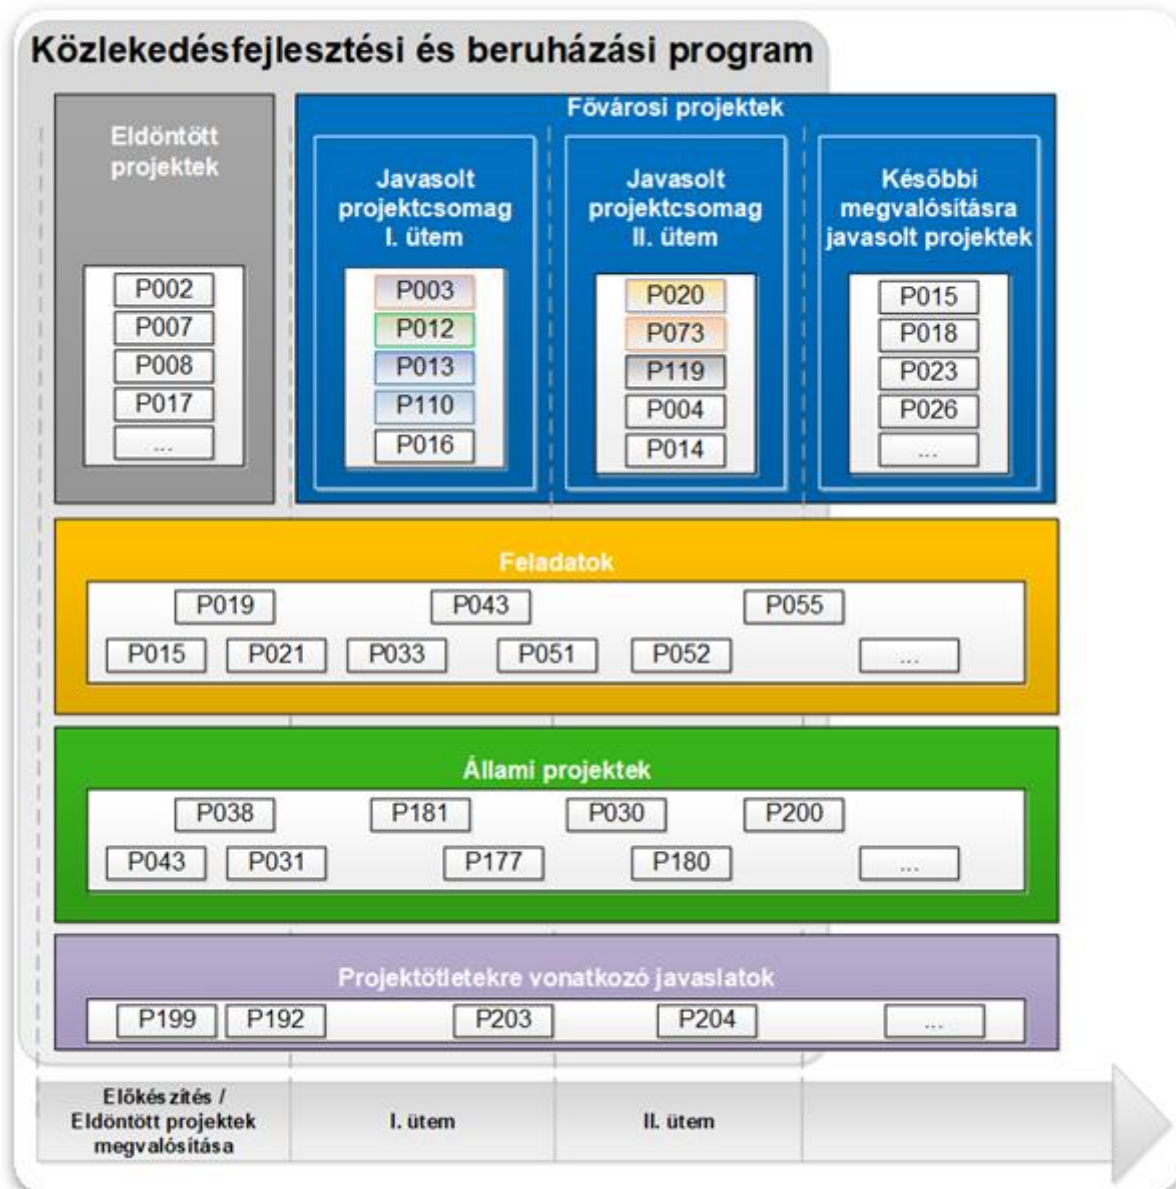 Közlekedésfejlesztési és beruházási program
Eldöntött
projektek
P002
P007
P008
P017
...
Fővárosi projektek
Javasolt
projektcsomag
I. ütem
P003
P012
P013
P110
P016
Javasolt
projektcsomag
II. ütem
P020
P073
P119
P004
P014
Későbbi
megvalósításra
javasolt projektek
P015
P018
P023
P026
...
Feladatok
P019 P043 P055
P015 P021 P033 P051 P052 ...
Állami projektek
P038 P181 P030 P200
P043 P031 P177 P180 ...
Projektötletekre vonatkozó javaslatok
P199 P192 P203 P204 ...
Előkészítés /
Eldöntött projektek
megvalósítása
I. ütem
II. ütem